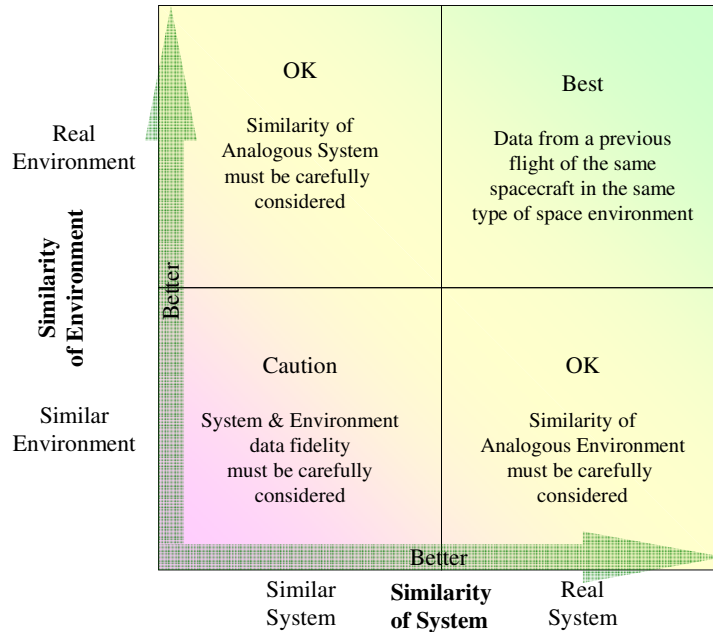 OK
Similarity of
Analogous System
must be carefully
considered
Best
Data from a previous
flight of the same
spacecraft in the same
type of space environment
Real
Environment
Similarity
of Environment
Better
Similar
Environment
Caution
System & Environment
data fidelity
must be carefully
considered
OK
Similarity of
Analogous Environment
must be carefully
considered
Better
Similar
System
Similarity
of System
Real
System